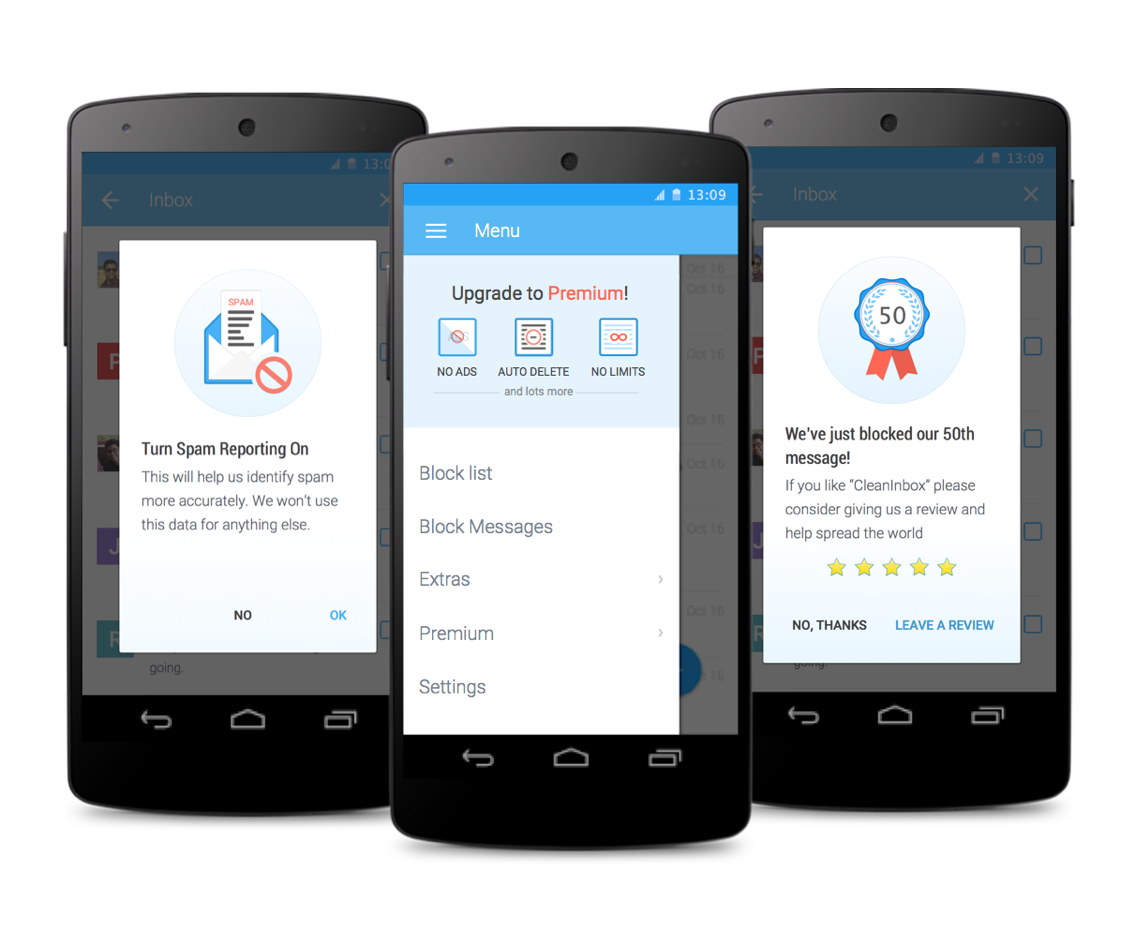 13:0
Inbox
SPAM
Turn Spam Reporting On
This will help us identify spam
more accurately. We won't use
this data for anything else.
NO
OK
going.
13:09
Menu
Upgrade to Premium!
NO ADS
AUTO DELETE
NO LIMITS
and lots more
Block list
Block Messages
Extras
Premium
Settings
Oct 16
Oct 16
Oct 16
Oct 16
Oct 16
Oct 16
Oct 16
16
13:09
Inbox
50
We've just blocked our 50th
message!
If you like "CleanInbox" please
consider giving us a review and
help spread the world
NO, THANKS
LEAVE A REVIEW
going.